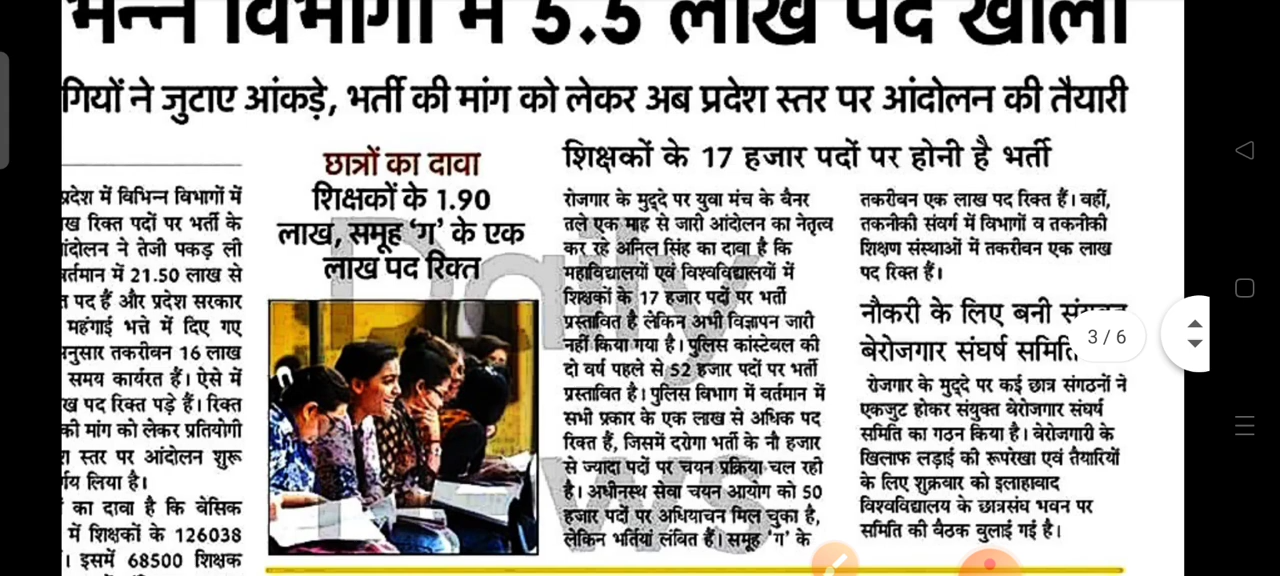 भन्न विभागों में 5.5 लाख पद खाली
गियों ने जुटाए आंकड़े, भर्ती की मांग को लेकर अब प्रदेश स्तर पर आंदोलन की तैयारी
प्रदेश में विभिन्न विभागों में
ख रिक्त पदों पर भर्ती के
आंदोलन ने तेजी पकड़ ली
वर्तमान में 21.50 लाख से
त पद हैं और प्रदेश सरकार
महंगाई भत्ते में दिए गए
अनुसार तकरीबन 16 लाख
समय कार्यरत हैं। ऐसे में
ख पद रिक्त पड़े हैं। रिक्त
की मांग को लेकर प्रतियोगी
श स्तर पर आंदोलन शुरू
र्णय लिया है।
का दावा है कि बेसिक
में शिक्षकों के 126038
। इसमें 68500 शिक्षक
छात्रों का दावा
शिक्षकों के 1.90
लाख, समूह ‘ग’ के एक
लाख पद रिक्त
शिक्षकों के 17 हजार पदों पर होनी है भर्ती
रोजगार के मुद्दे पर युवा मंच के बैनर
तले एक माह से जारी आंदोलन का नेतृत्व
कर रहे अनिल सिंह का दावा है कि
महाविद्यालयों एवं विश्वविद्यालयों में
शिक्षकों के 17 हजार पदों पर भर्ती
प्रस्तावित है लेकिन अभी विज्ञापन जारी
नहीं किया गया है। पुलिस कांस्टेबल की
दो वर्ष पहले से 52 हजार पदों पर भर्ती
प्रस्तावित है। पुलिस विभाग में वर्तमान में
सभी प्रकार के एक लाख से अधिक पद
रिक्त हैं, जिसमें दरोगा भर्ती के नौ हजार
से ज्यादा पदों पर चयन प्रक्रिया चल रही
है। अधीनस्थ सेवा चयन आयोग को 50
हजार पदों पर अधियाचन मिल चुका है,
लेकिन भर्तियां लंबित हैं। समूह ‘ग’ के
तकरीबन एक लाख पद रिक्त हैं। वहीं,
तकनीकी संवर्ग में विभागों व तकनीकी
शिक्षण संस्थाओं में तकरीबन एक लाख
पद रिक्त हैं।
नौकरी के लिए बनी संयुक्त
बेरोजगार संघर्ष समिति
रोजगार के मुद्दे पर कई छात्र संगठनों ने
एकजुट होकर संयुक्त बेरोजगार संघर्ष
समिति का गठन किया है। बेरोजगारी के
खिलाफ लड़ाई की रूपरेखा एवं तैयारियों
के लिए शुक्रवार को इलाहाबाद
विश्वविद्यालय के छात्रसंघ भवन पर
समिति की बैठक बुलाई गई है।
3 / 6
Daily
News